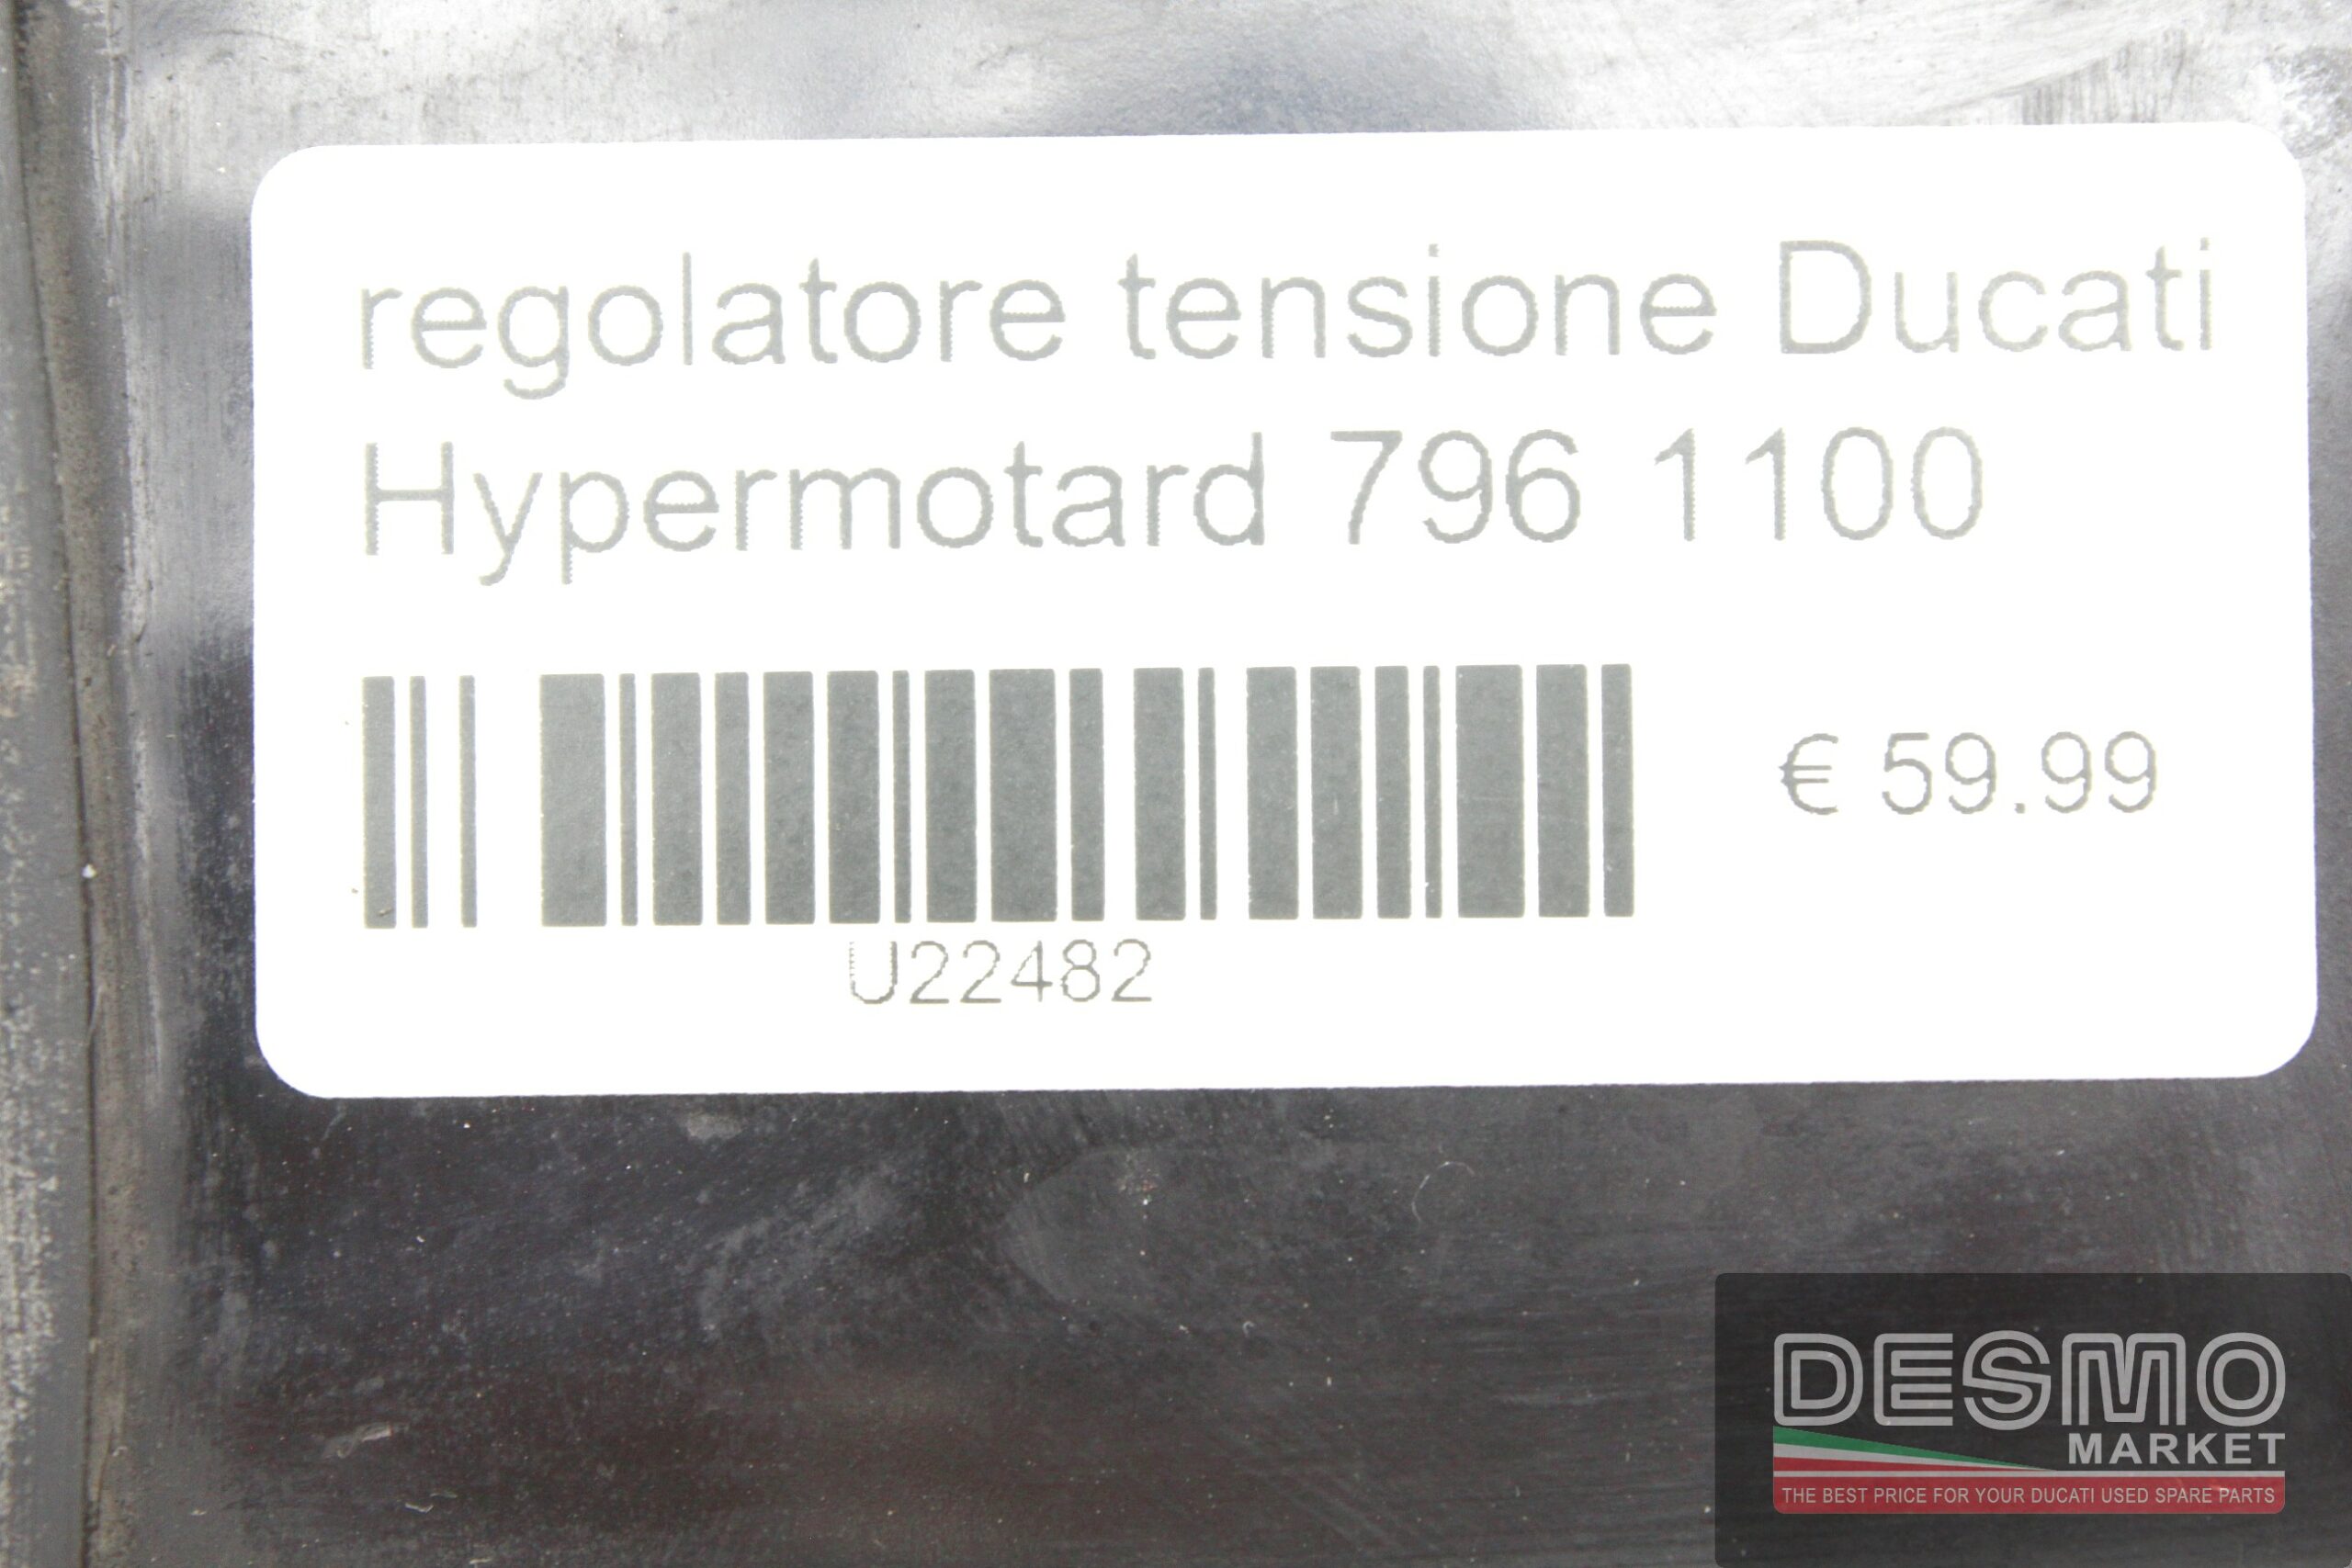 regolatore tensione Ducati
Hypermotard 796 1100
€ 59.99
U22482
DESMO
MARKET
THE BEST PRICE FOR YOUR DUCATI USED SPARE PARTS